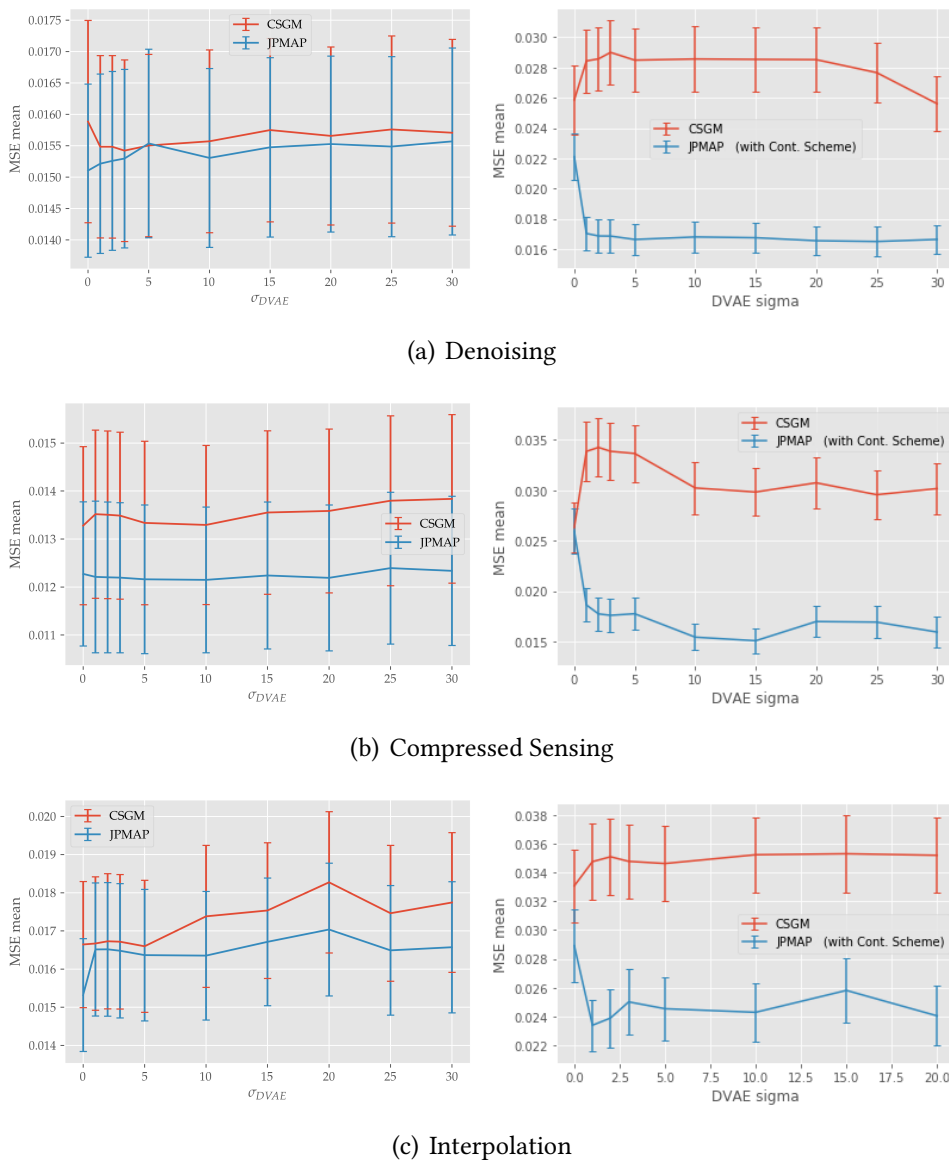 0.0175
0.0170
0.0165
0.0160
0.0155
0.0150
0.0145
0.0140
MSE mean
CSGM
JPMAP
0 5 10 15 20 25 30
σ_DVAE
0.030
0.028
0.026
0.024
0.022
0.020
0.018
0.016
MSE mean
CSGM
JPMAP (with Cont. Scheme)
0 5 10 15 20 25 30
DVAE sigma
(a) Denoising
0.015
0.014
0.013
0.012
0.011
MSE mean
CSGM
JPMAP
0 5 10 15 20 25 30
σ_DVAE
0.035
0.030
0.025
0.020
0.015
MSE mean
CSGM
JPMAP (with Cont. Scheme)
0 5 10 15 20 25 30
DVAE sigma
(b) Compressed Sensing
0.020
0.019
0.018
0.017
0.016
0.015
0.014
MSE mean
CSGM
JPMAP
0 5 10 15 20 25 30
σ_DVAE
0.038
0.036
0.034
0.032
0.030
0.028
0.026
0.024
0.022
MSE mean
CSGM
JPMAP (with Cont. Scheme)
0.0 2.5 5.0 7.5 10.0 12.5 15.0 17.5 20.0
DVAE sigma
(c) Interpolation